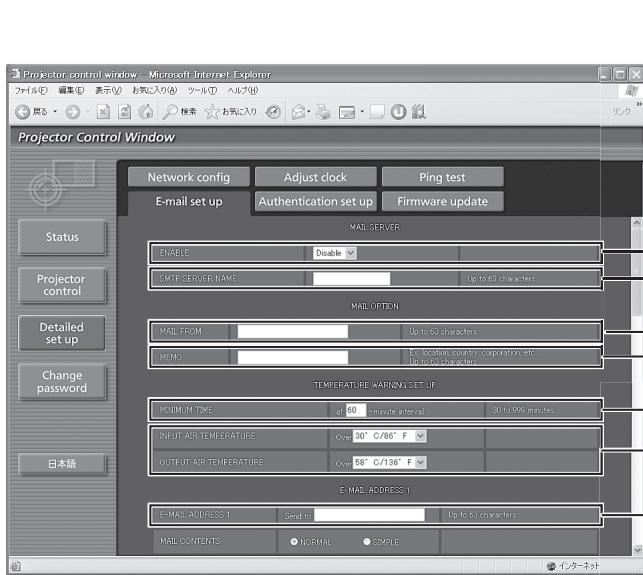 Projector control window - Microsoft Internet Explorer
ファイル(F) 編集(E) 表示(V) お気に入り(A) ツール(T) ヘルプ(H)
戻る 検索 お気に入り リンク »
Projector Control Window
Network config Adjust clock Ping test
E-mail set up Authentication set up Firmware update
Status
Projector control
Detailed set up
Change password
日本語
MAIL SERVER
ENABLE Disable
SMTP SERVER NAME Up to 63 characters
MAIL OPTION
MAIL FROM Up to 63 characters
MEMO Ex: location, country, corporation, etc...
Up to 63 characters
TEMPERATURE WARNING SET UP
MINIMUM TIME at 60 -minute interval 30 to 999 minutes
INPUT AIR TEMPERATURE Over 30° C/86° F
OUTPUT AIR TEMPERATURE Over 58° C/136° F
E-MAIL ADDRESS 1
E-MAIL ADDRESS 1 Send to Up to 63 characters
MAIL CONTENTS NORMAL SIMPLE
インターネット